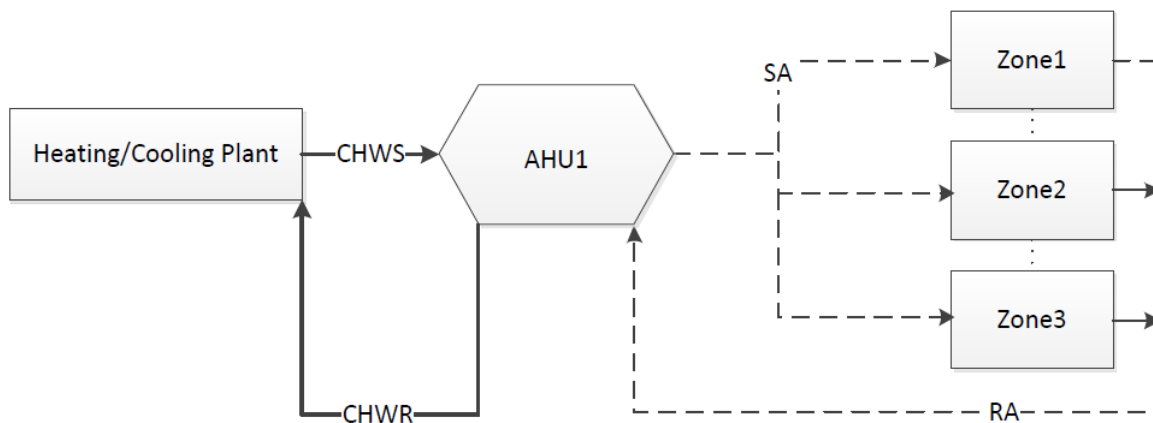 Heating/Cooling Plant
CHWS
AHU1
SA
Zone1
Zone2
Zone3
CHWR
RA